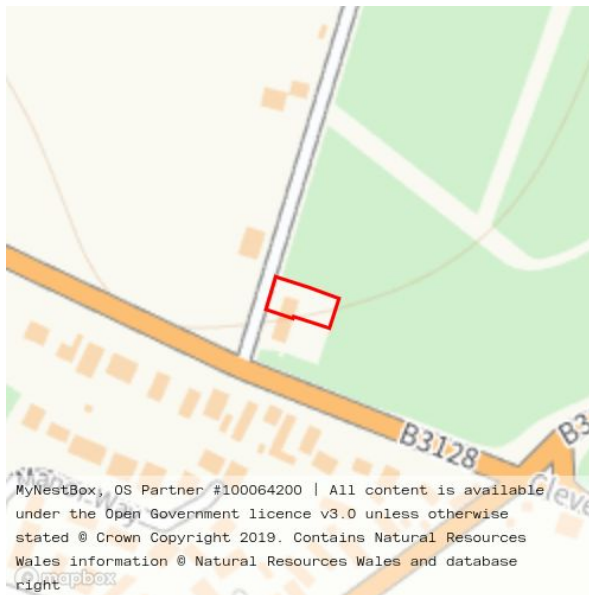 B3128
MyNestBox, OS Partner #100064200 | All content is available
under the Open Government licence v3.0 unless otherwise
stated © Crown Copyright 2019. Contains Natural Resources
Wales information © Natural Resources Wales and database
right
mapbox